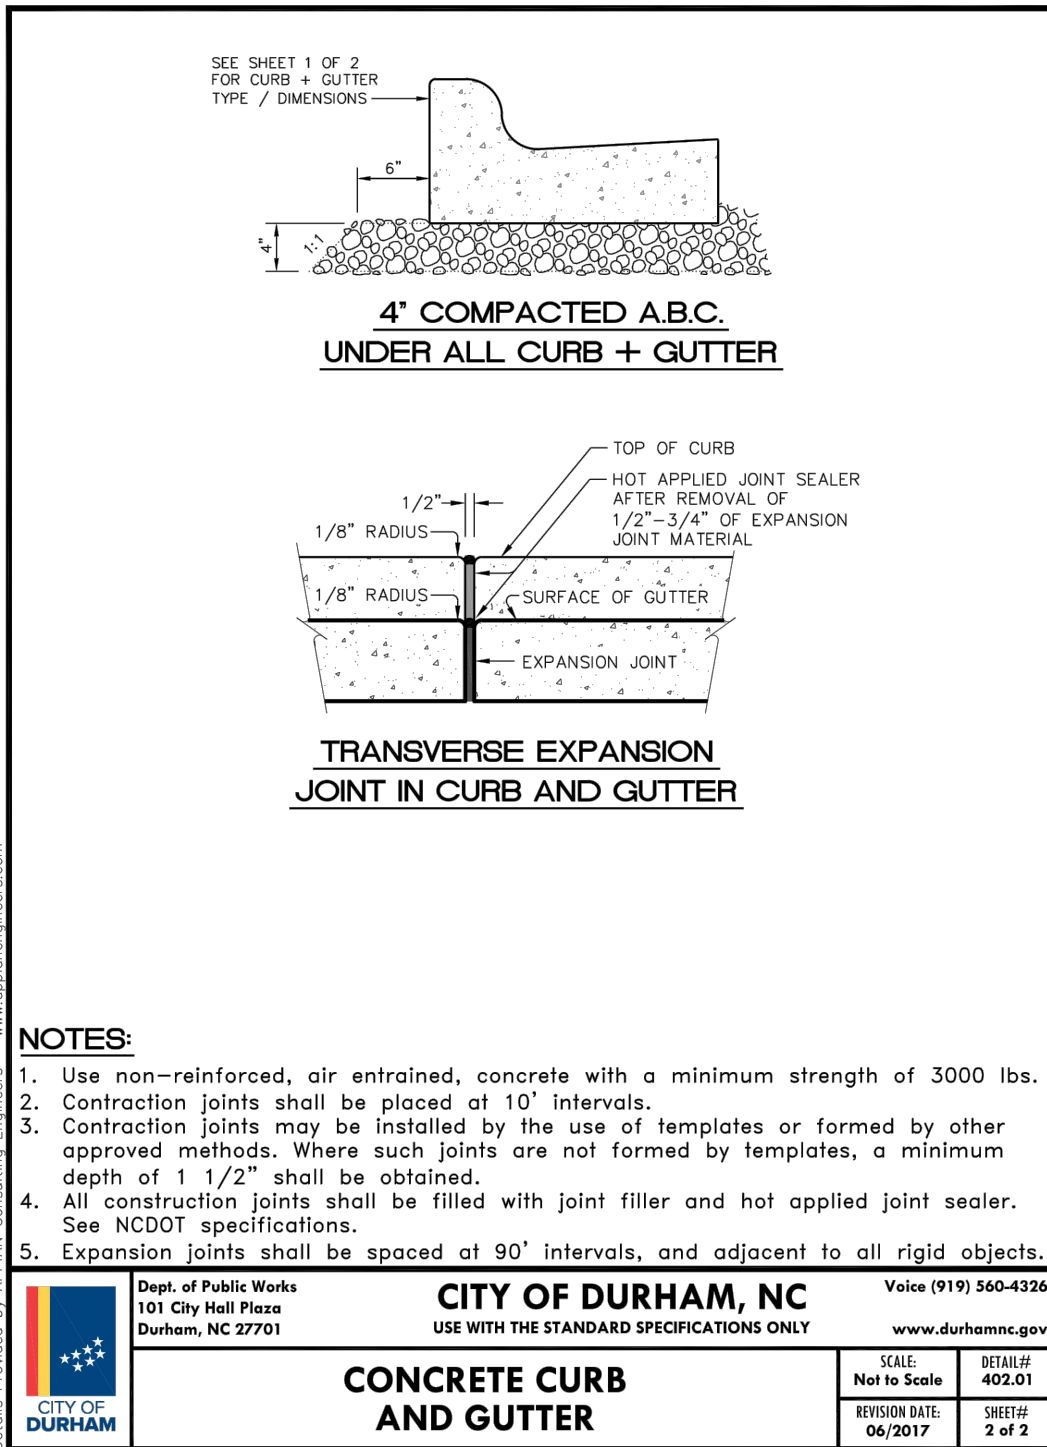 SEE SHEET 1 OF 2
FOR CURB + GUTTER
TYPE / DIMENSIONS
6"
4"
1:1
4" COMPACTED A.B.C.
UNDER ALL CURB + GUTTER
TOP OF CURB
HOT APPLIED JOINT SEALER
AFTER REMOVAL OF
1/2"-3/4" OF EXPANSION
JOINT MATERIAL
1/2"
1/8" RADIUS
1/8" RADIUS
SURFACE OF GUTTER
EXPANSION JOINT
TRANSVERSE EXPANSION
JOINT IN CURB AND GUTTER
NOTES:
1. Use non-reinforced, air entrained, concrete with a minimum strength of 3000 lbs.
2. Contraction joints shall be placed at 10' intervals.
3. Contraction joints may be installed by the use of templates or formed by other
approved methods. Where such joints are not formed by templates, a minimum
depth of 1 1/2" shall be obtained.
4. All construction joints shall be filled with joint filler and hot applied joint sealer.
See NCDOT specifications.
5. Expansion joints shall be spaced at 90' intervals, and adjacent to all rigid objects.
CITY OF
DURHAM
Dept. of Public Works
101 City Hall Plaza
Durham, NC 27701
CITY OF DURHAM, NC
USE WITH THE STANDARD SPECIFICATIONS ONLY
Voice (919) 560-4326
www.durhamnc.gov
CONCRETE CURB
AND GUTTER
SCALE:
Not to Scale
DETAIL#
402.01
REVISION DATE:
06/2017
SHEET#
2 of 2